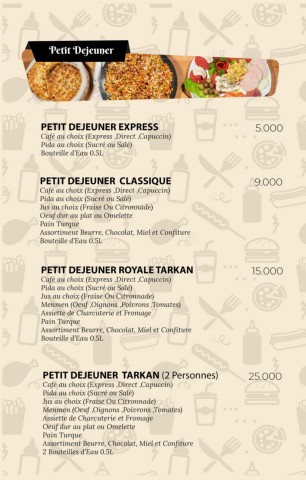 Petit Dejeuner
PETIT DEJEUNER EXPRESS 5.000
Café au choix (Express ,Direct ,Capuccin)
Pida au choix (Sucré ou Salé)
Bouteille d'Eau 0.5L
PETIT DEJEUNER CLASSIQUE 9.000
Café au choix (Express ,Direct ,Capuccin)
Pida au choix (Sucré ou Salé)
Jus au choix (Fraise Ou Citronnade)
Oeuf dur au plat ou Omelette
Pain Turque
Assortiment Beurre, Chocolat, Miel et Confiture
Bouteille d'Eau 0.5L
PETIT DEJEUNER ROYALE TARKAN 15.000
Café au choix (Express ,Direct ,Capuccin)
Pida au choix (Sucré ou Salé)
Jus au choix (Fraise Ou Citronnade)
Menmen (Oeuf ,Oignons ,Poivrons ,Tomates)
Assiette de Charcuterie et Fromage
Pain Turque
Assortiment Beurre, Chocolat, Miel et Confiture
Bouteille d'Eau 0.5L
PETIT DEJEUNER TARKAN (2 Personnes) 25.000
Café au choix (Express ,Direct ,Capuccin)
Pida au choix (Sucré ou Salé)
Jus au choix (Fraise Ou Citronnade)
Menmen (Oeuf ,Oignons ,Poivrons ,Tomates)
Assiette de Charcuterie et Fromage
Oeuf dur au plat ou Omelette
Pain Turque
Assortiment Beurre, Chocolat, Miel et Confiture
2 Bouteilles d'Eau 0.5L